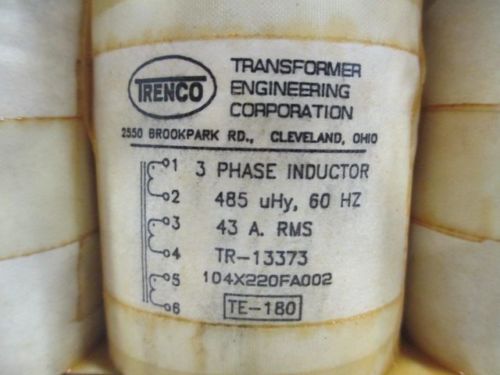 TRENCO
TRANSFORMER
ENGINEERING
CORPORATION
2550 BROOKPARK RD., CLEVELAND, OHIO
1 3 PHASE INDUCTOR
2 485 uHy, 60 HZ
3 43 A. RMS
4 TR-13373
5 104X220FA002
6 TE-180